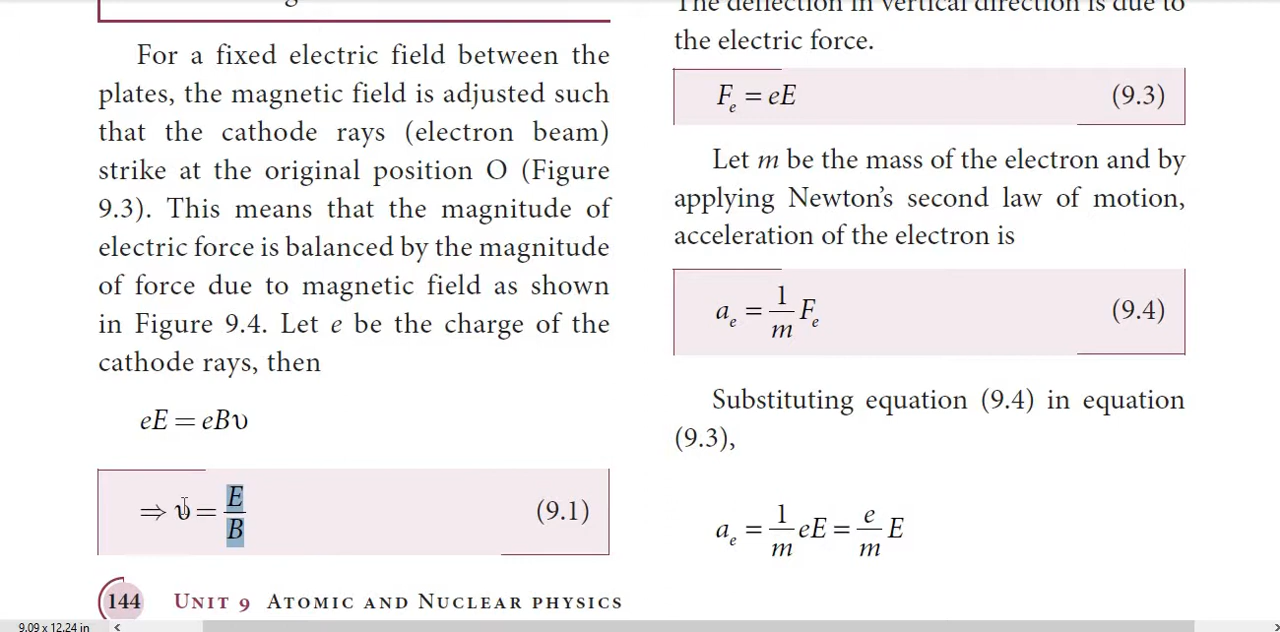 For a fixed electric field between the
plates, the magnetic field is adjusted such
that the cathode rays (electron beam)
strike at the original position O (Figure
9.3). This means that the magnitude of
electric force is balanced by the magnitude
of force due to magnetic field as shown
in Figure 9.4. Let e be the charge of the
cathode rays, then
eE = eBυ
⇒ υ = E/B (9.1)
144 UNIT 9 ATOMIC AND NUCLEAR PHYSICS
The deflection in vertical direction is due to
the electric force.
Fₑ = eE (9.3)
Let m be the mass of the electron and by
applying Newton's second law of motion,
acceleration of the electron is
aₑ = 1/m Fₑ (9.4)
Substituting equation (9.4) in equation
(9.3),
aₑ = 1/m eE = e/m E
9.09 x 12.24 in